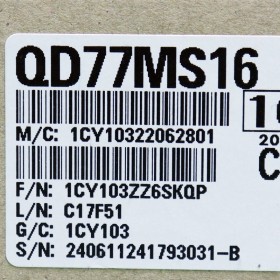 QD77MS16
M/C: 1CY10322062801
F/N: 1CY103ZZ6SKQP
L/N: C17F51
G/C: 1CY103
S/N: 240611241793031-B